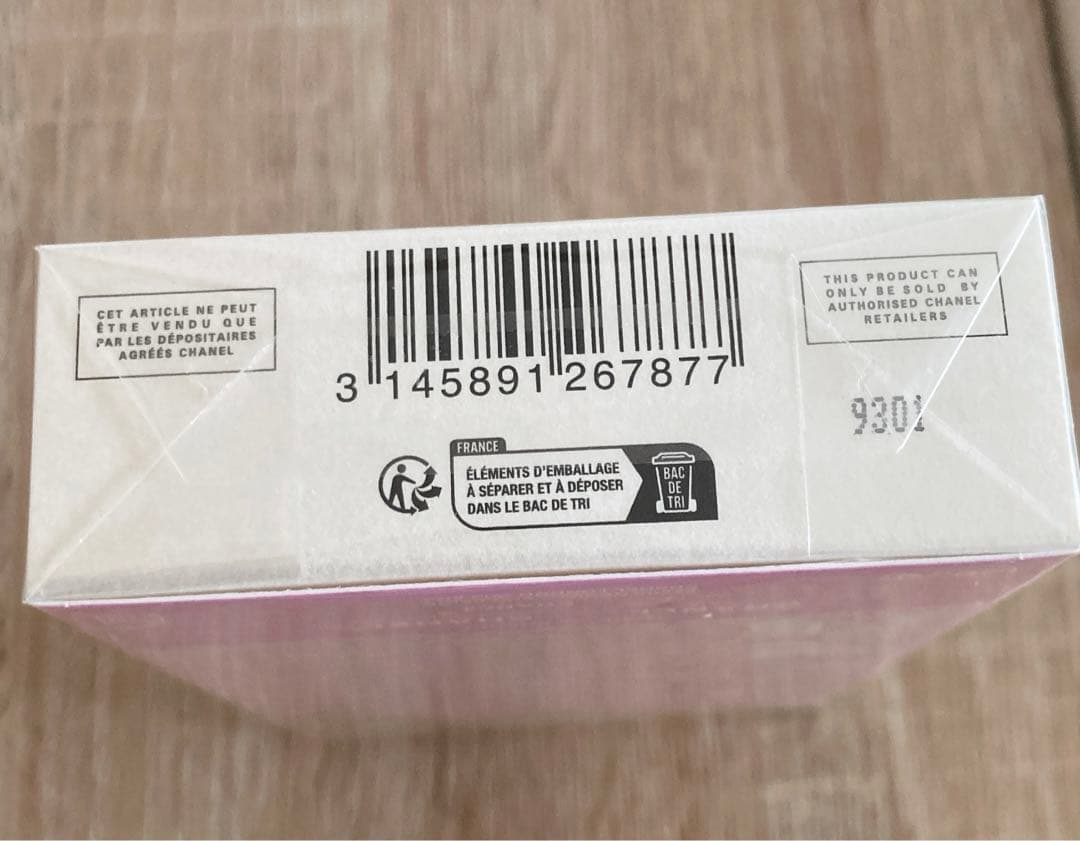 CET ARTICLE NE PEUT
ÊTRE VENDU QUE
PAR LES DÉPOSITAIRES
AGRÉÉS CHANEL
3 145891 267877
THIS PRODUCT CAN
ONLY BE SOLD BY
AUTHORISED CHANEL
RETAILERS
9301
FRANCE
ÉLÉMENTS D'EMBALLAGE
À SÉPARER ET À DÉPOSER
DANS LE BAC DE TRI
BAC
DE
TRI